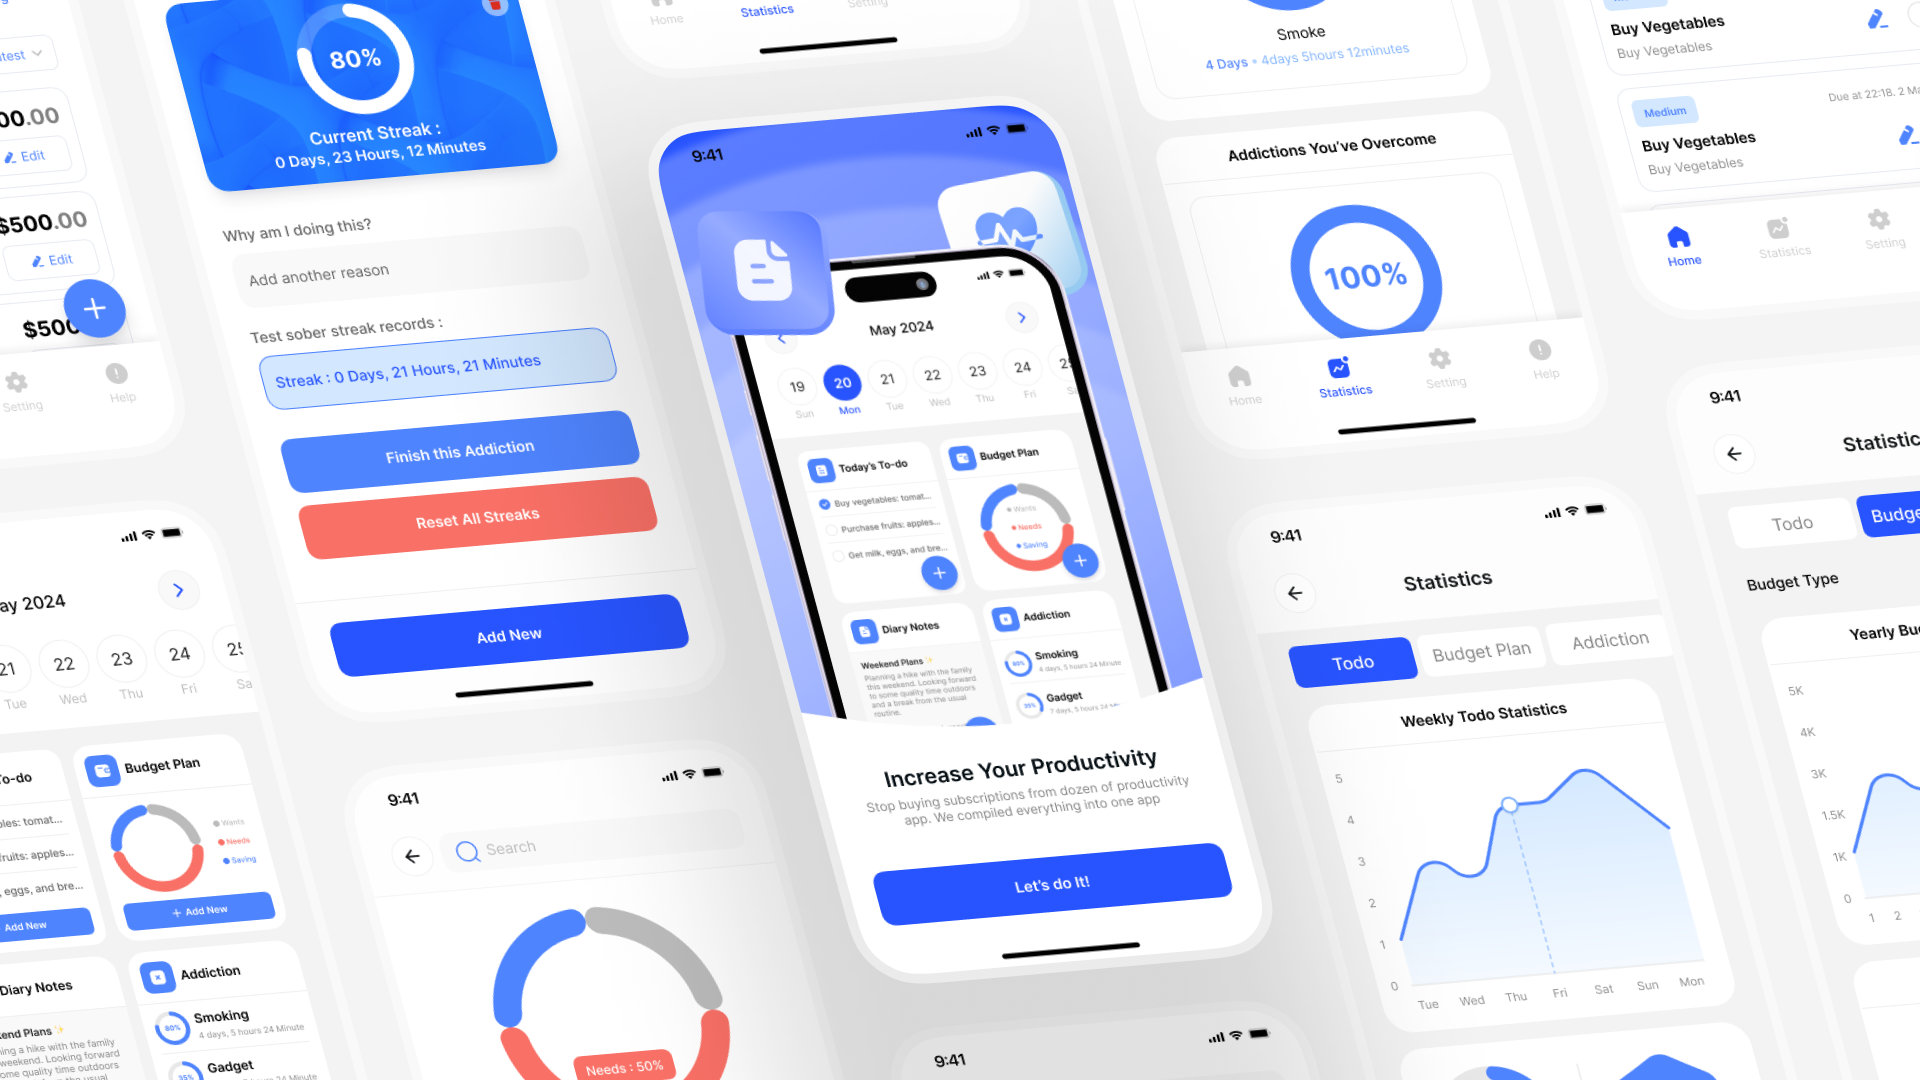 00.00
Edit
$500.00
Edit
$500
Setting
Help
80%
Current Streak :
0 Days, 23 Hours, 12 Minutes
Why am I doing this?
Add another reason
Test sober streak records :
Streak : 0 Days, 21 Hours, 21 Minutes
Finish this Addiction
Reset All Streaks
Add New
Home
Statistics
Setting
9:41
May 2024
19
20
21
22
23
24
Sun
Mon
Tue
Wed
Thu
Fri
Today's To-do
Buy vegetables: tomat...
Purchase fruits: apples...
Get milk, eggs, and bre...
Budget Plan
Wants
Needs
Saving
Diary Notes
Weekend Plans ✨
Planning a hike with the family
this weekend. Looking forward
to some quality time outdoors
and a break from the usual
routine.
Addiction
80%
Smoking
4 days, 5 hours 24 Minute
35%
Gadget
7 days, 5 hours 24
Increase Your Productivity
Stop buying subscriptions from dozen of productivity
app. We compiled everything into one app
Let's do It!
Smoke
4 Days • 4days 5hours 12minutes
Addictions You've Overcome
100%
Home
Statistics
Setting
Help
Buy Vegetables
Buy Vegetables
Medium
Due at 22:18. 2 Ma
Buy Vegetables
Buy Vegetables
Home
Statistics
Setting
ay 2024
21
22
23
24
25
Tue
Wed
Thu
Fri
Sa
To-do
bles: tomat...
fruits: apples...
, eggs, and bre...
Add New
Budget Plan
Wants
Needs
Saving
+ Add New
Diary Notes
end Plans ✨
ning a hike with the family
weekend. Looking forward
ome quality time outdoors
Addiction
80%
Smoking
4 days, 5 hours 24 Minute
35%
Gadget
hours 24 Minute
9:41
Search
Needs : 50%
9:41
9:41
Statistics
Todo
Budget Plan
Addiction
Weekly Todo Statistics
5
4
3
2
1
0
Tue
Wed
Thu
Fri
Sat
Sun
Mon
9:41
Statistic
Todo
Budge
Budget Type
Yearly Bu
5K
4K
3K
1.5K
1K
0
1
2